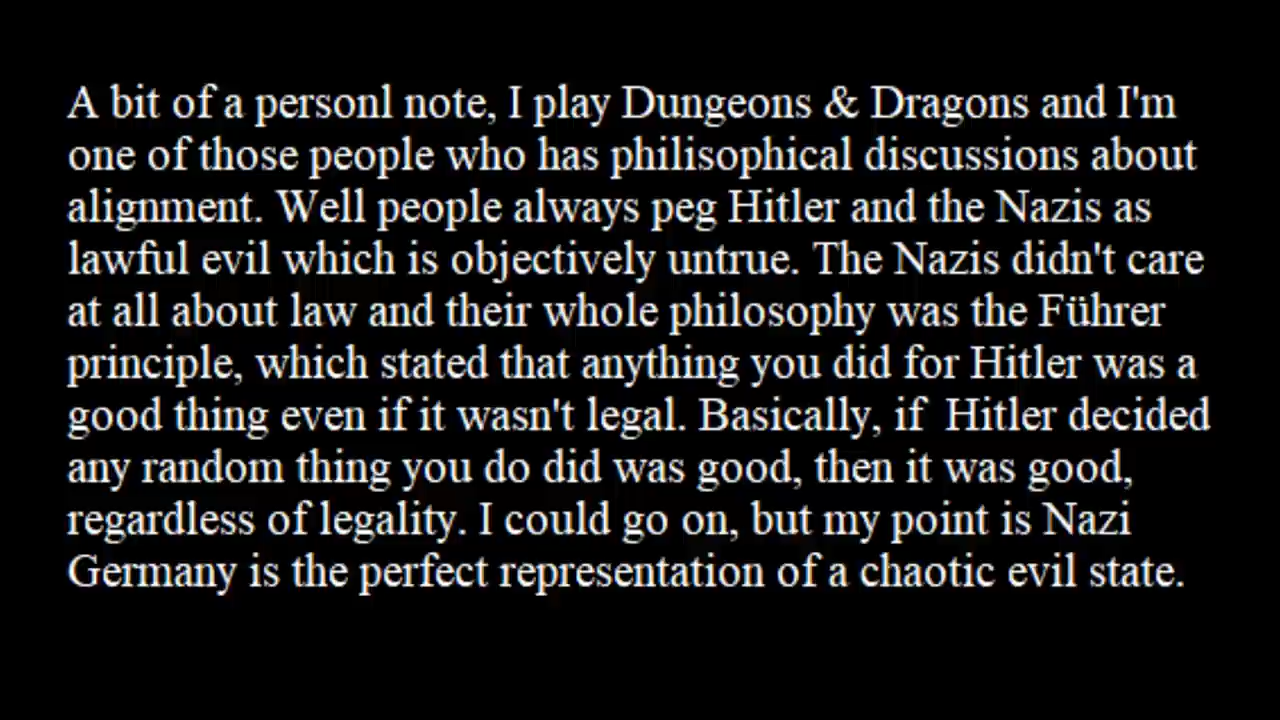 A bit of a personl note, I play Dungeons & Dragons and I'm
one of those people who has philisophical discussions about
alignment. Well people always peg Hitler and the Nazis as
lawful evil which is objectively untrue. The Nazis didn't care
at all about law and their whole philosophy was the Führer
principle, which stated that anything you did for Hitler was a
good thing even if it wasn't legal. Basically, if  Hitler decided
any random thing you do did was good, then it was good,
regardless of legality. I could go on, but my point is Nazi
Germany is the perfect representation of a chaotic evil state.